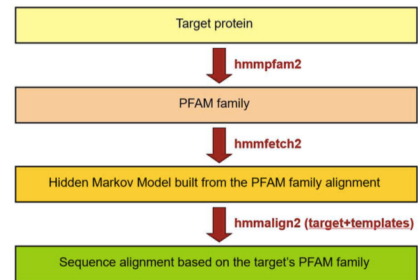 Target protein
hmmpfam2
PFAM family
hmmfetch2
Hidden Markov Model built from the PFAM family alignment
hmmalign2 (target+templates)
Sequence alignment based on the target's PFAM family